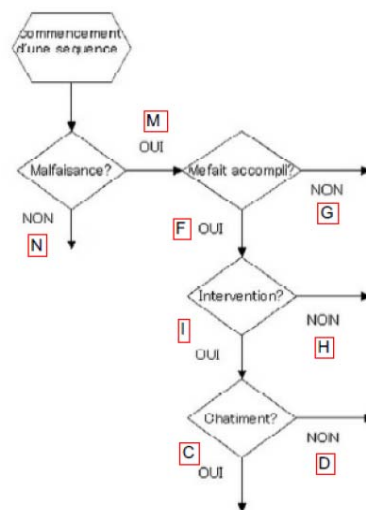 commencement
d'une sequence
M
OUI
Malfaisance?
Mefait accompli?
NON
N
NON
G
F OUI
Intervention?
I
OUI
NON
H
Chatiment?
C
OUI
NON
D